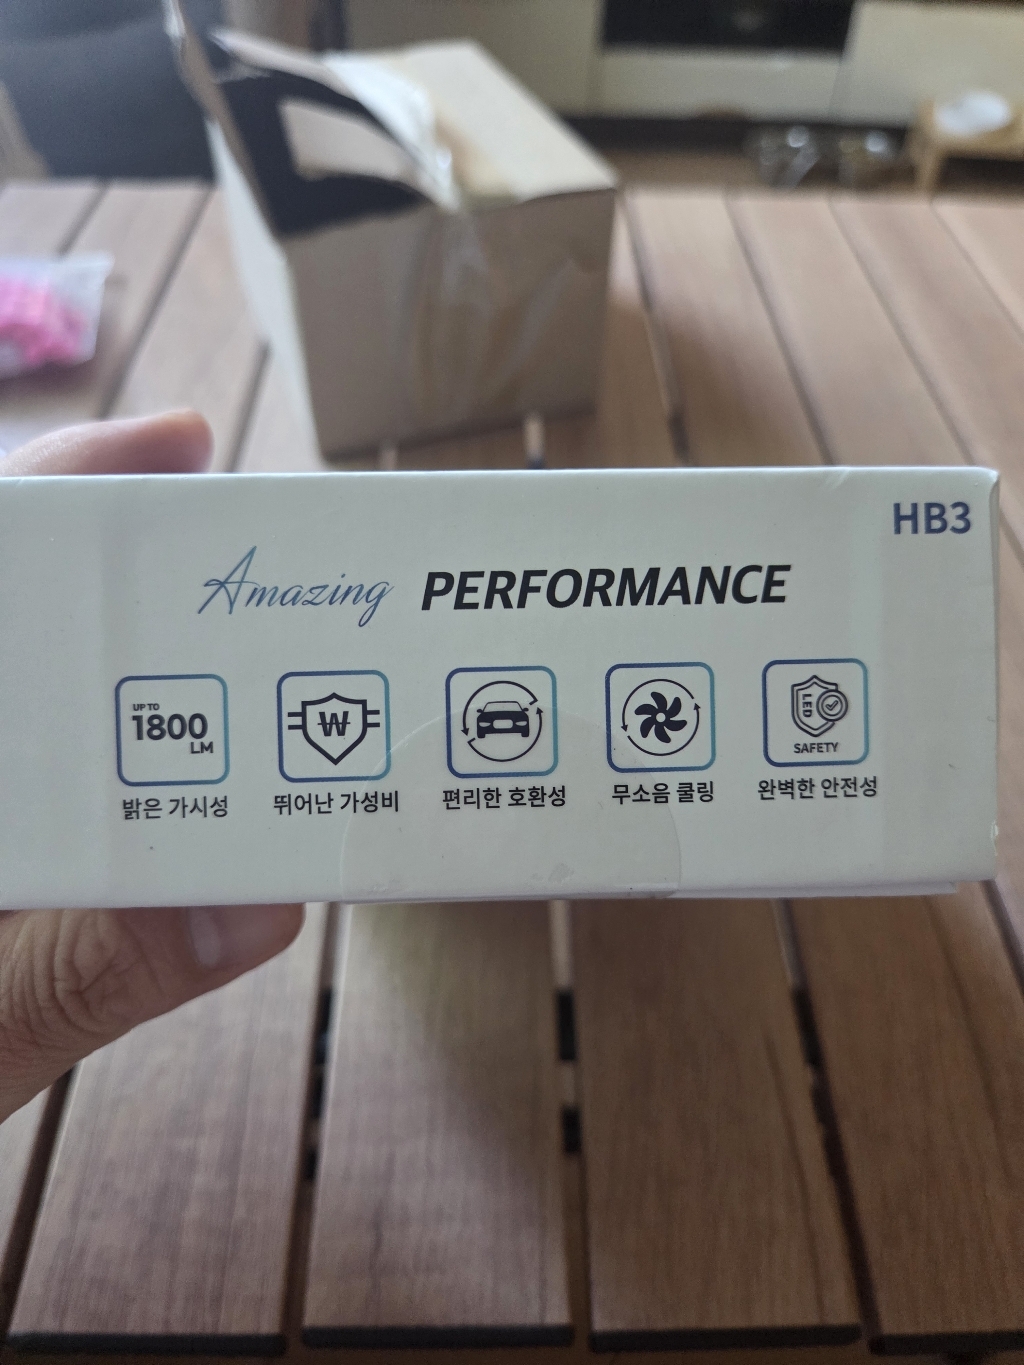 HB3
Amazing PERFORMANCE
UP TO
1800
LM
W
LED
SAFETY
밝은 가시성
뛰어난 가성비
편리한 호환성
무소음 쿨링
완벽한 안전성